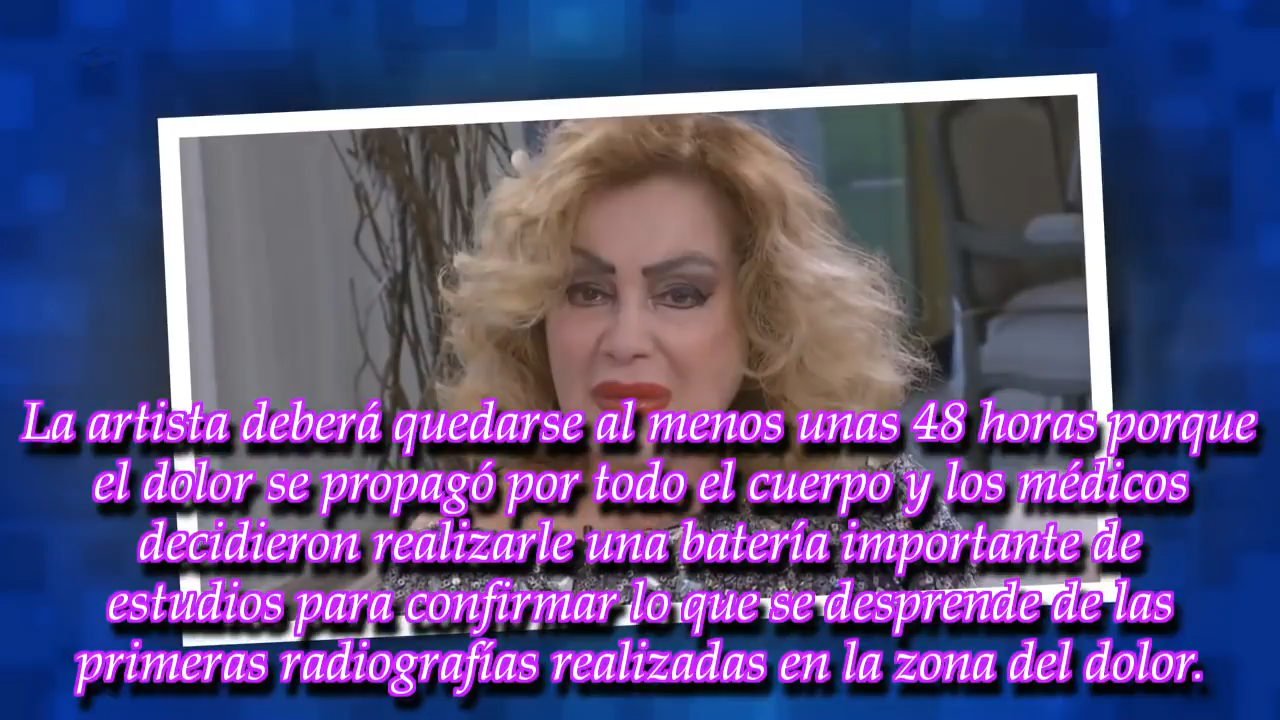 La artista deberá quedarse al menos unas 48 horas porque
el dolor se propagó por todo el cuerpo y los médicos
decidieron realizarle una batería importante de
estudios para confirmar lo que se desprende de las
primeras radiografías realizadas en la zona del dolor.